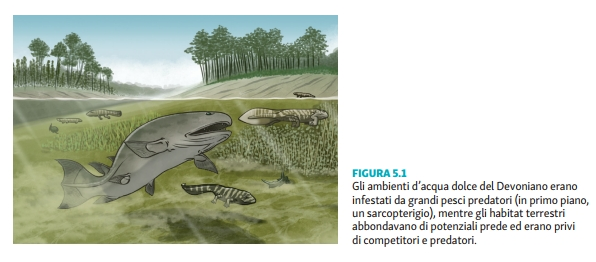 FIGURA 5.1
Gli ambienti d'acqua dolce del Devoniano erano
infestati da grandi pesci predatori (in primo piano,
un sarcopterigio), mentre gli habitat terrestri
abbondavano di potenziali prede ed erano privi
di competitori e predatori.